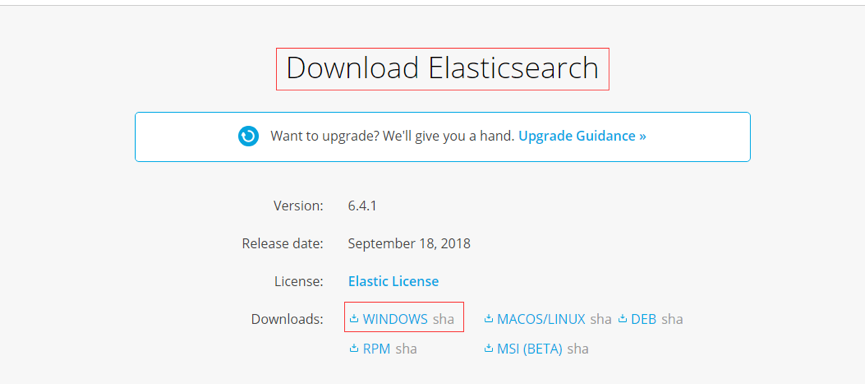 Download Elasticsearch
Want to upgrade? We'll give you a hand. Upgrade Guidance »
Version: 6.4.1
Release date: September 18, 2018
License: Elastic License
Downloads: WINDOWS sha MACOS/LINUX sha DEB sha
RPM sha MSI (BETA) sha